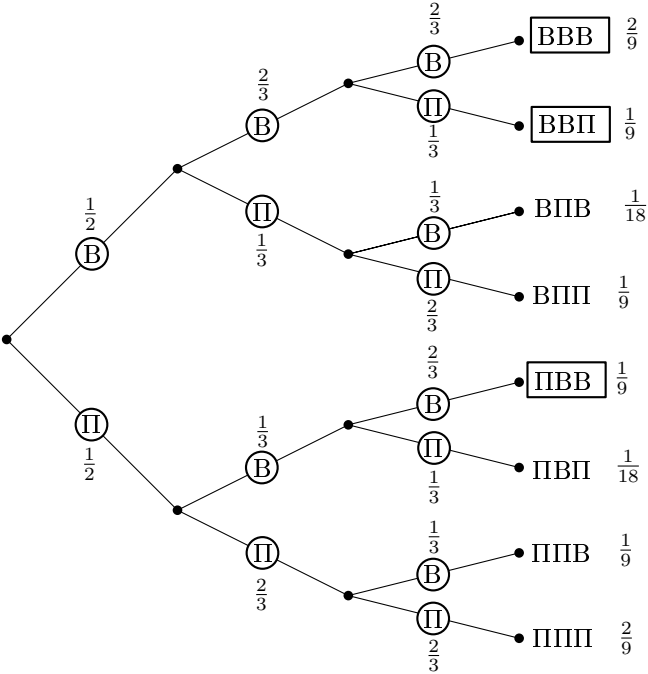 2/3
ВВВ 2/9
В
2/3
П
ВВП 1/9
В
1/3
1/3
1/2
П
В
ВПВ 1/18
1/3
В
П
ВПП 1/9
2/3
2/3
ПВВ 1/9
1/3
В
П
В
П
ПВП 1/18
1/2
1/3
1/3
П
ППВ 1/9
2/3
В
П
ППП 2/9
2/3